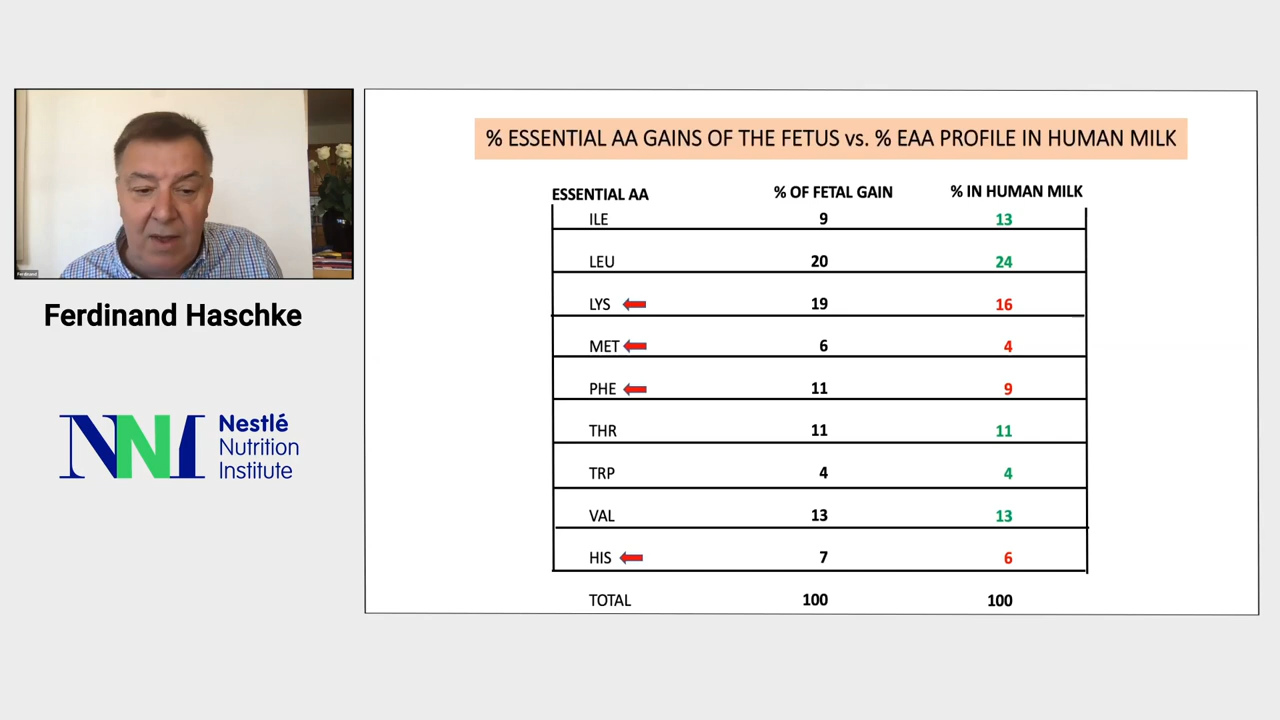 Ferdinand
Ferdinand Haschke
NNI
Nestlé
Nutrition
Institute
% ESSENTIAL AA GAINS OF THE FETUS vs. % EAA PROFILE IN HUMAN MILK
ESSENTIAL AA % OF FETAL GAIN % IN HUMAN MILK
ILE 9 13
LEU 20 24
LYS 19 16
MET 6 4
PHE 11 9
THR 11 11
TRP 4 4
VAL 13 13
HIS 7 6
TOTAL 100 100